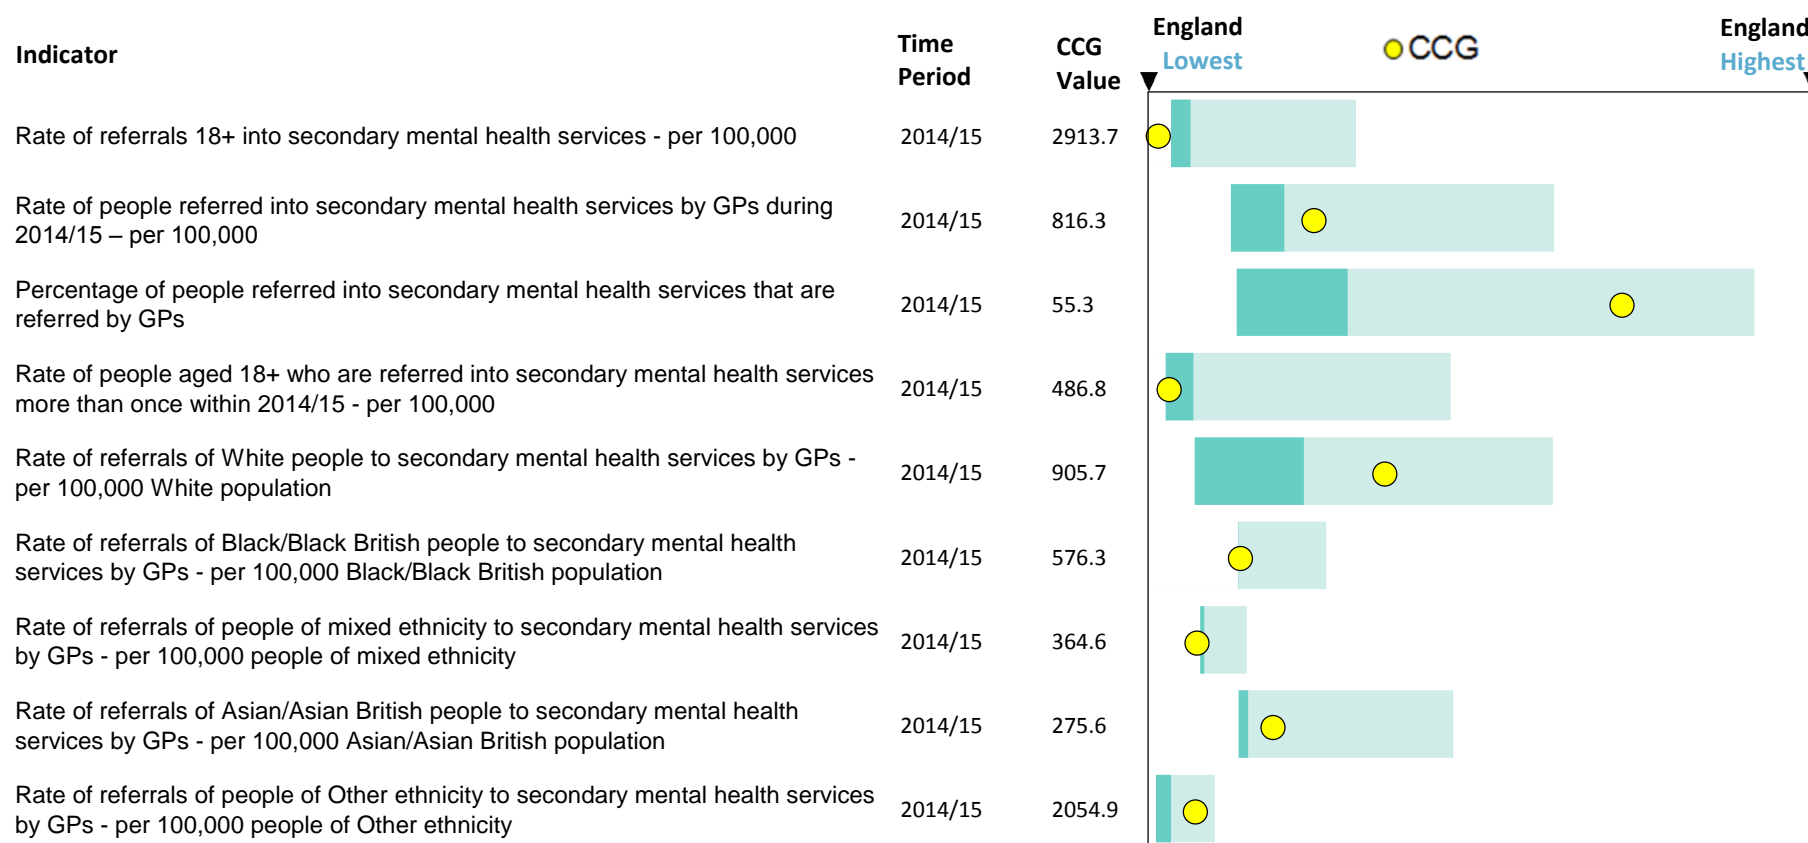 Indicator
Time
Period
CCG
Value
England
Lowest
CCG
England
Highest
Rate of referrals 18+ into secondary mental health services - per 100,000
2014/15
2913.7
Rate of people referred into secondary mental health services by GPs during
2014/15 – per 100,000
2014/15
816.3
Percentage of people referred into secondary mental health services that are
referred by GPs
2014/15
55.3
Rate of people aged 18+ who are referred into secondary mental health services
more than once within 2014/15 - per 100,000
2014/15
486.8
Rate of referrals of White people to secondary mental health services by GPs -
per 100,000 White population
2014/15
905.7
Rate of referrals of Black/Black British people to secondary mental health
services by GPs - per 100,000 Black/Black British population
2014/15
576.3
Rate of referrals of people of mixed ethnicity to secondary mental health services
by GPs - per 100,000 people of mixed ethnicity
2014/15
364.6
Rate of referrals of Asian/Asian British people to secondary mental health
services by GPs - per 100,000 Asian/Asian British population
2014/15
275.6
Rate of referrals of people of Other ethnicity to secondary mental health services
by GPs - per 100,000 people of Other ethnicity
2014/15
2054.9